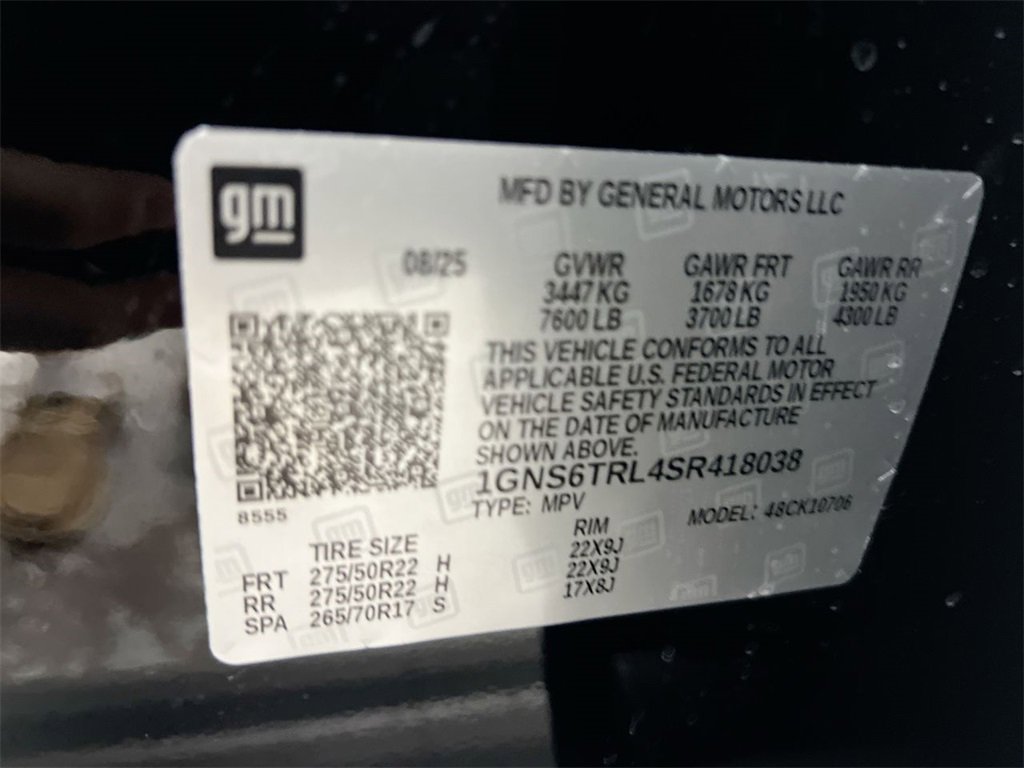 gm
MFD BY GENERAL MOTORS LLC
08/25 GVWR GAWR FRT GAWR RR
3447 KG 1678 KG 1950 KG
7600 LB 3700 LB 4300 LB
THIS VEHICLE CONFORMS TO ALL
APPLICABLE U.S. FEDERAL MOTOR
VEHICLE SAFETY STANDARDS IN EFFECT
ON THE DATE OF MANUFACTURE
SHOWN ABOVE.
1GNS6TRL4SR418038
8555 TYPE: MPV MODEL: 48CK10706
TIRE SIZE RIM
FRT 275/50R22 H 22X9J
RR 275/50R22 H 22X9J
SPA 265/70R17 S 17X8J